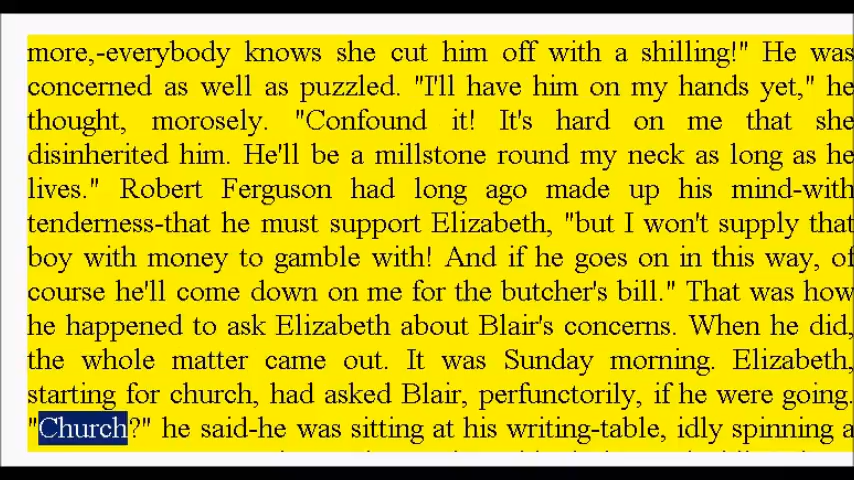 more,-everybody knows she cut him off with a shilling!" He was
concerned as well as puzzled. "I'll have him on my hands yet," he
thought, morosely. "Confound it! It's hard on me that she
disinherited him. He'll be a millstone round my neck as long as he
lives." Robert Ferguson had long ago made up his mind-with
tenderness-that he must support Elizabeth, "but I won't supply that
boy with money to gamble with! And if he goes on in this way, of
course he'll come down on me for the butcher's bill." That was how
he happened to ask Elizabeth about Blair's concerns. When he did,
the whole matter came out. It was Sunday morning. Elizabeth,
starting for church, had asked Blair, perfunctorily, if he were going.
"Church?" he said-he was sitting at his writing-table, idly spinning a